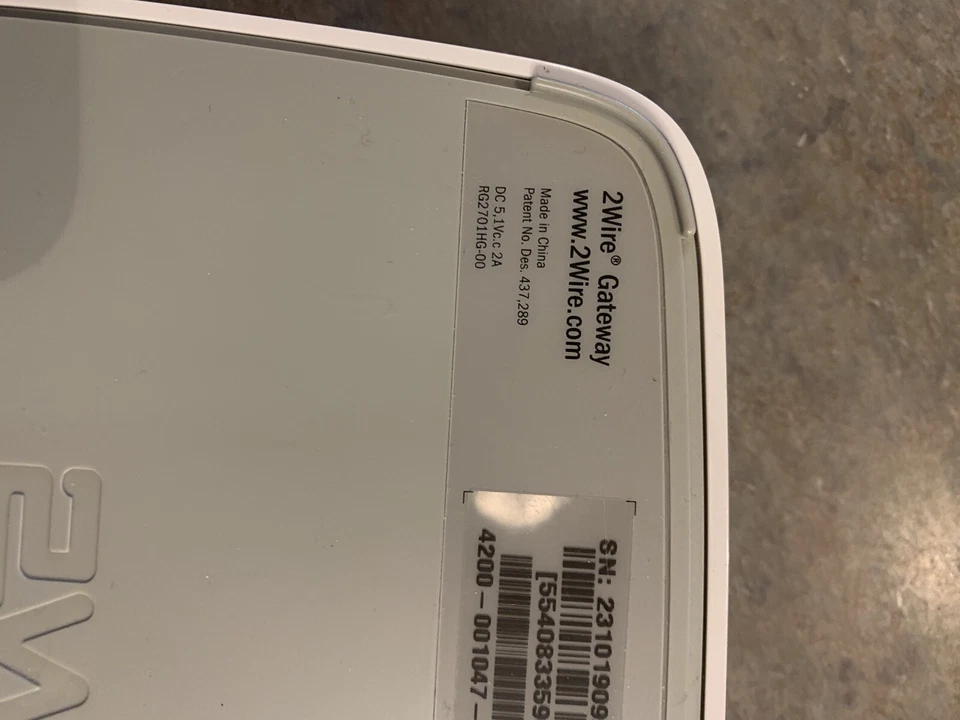 2Wire® Gateway
www.2Wire.com
Made in China
Patent No. Des. 437,289
DC 5,1Vc.c 2A
RG2701HG-00
SN: 23101909
[554083359
4200-001047-
2W